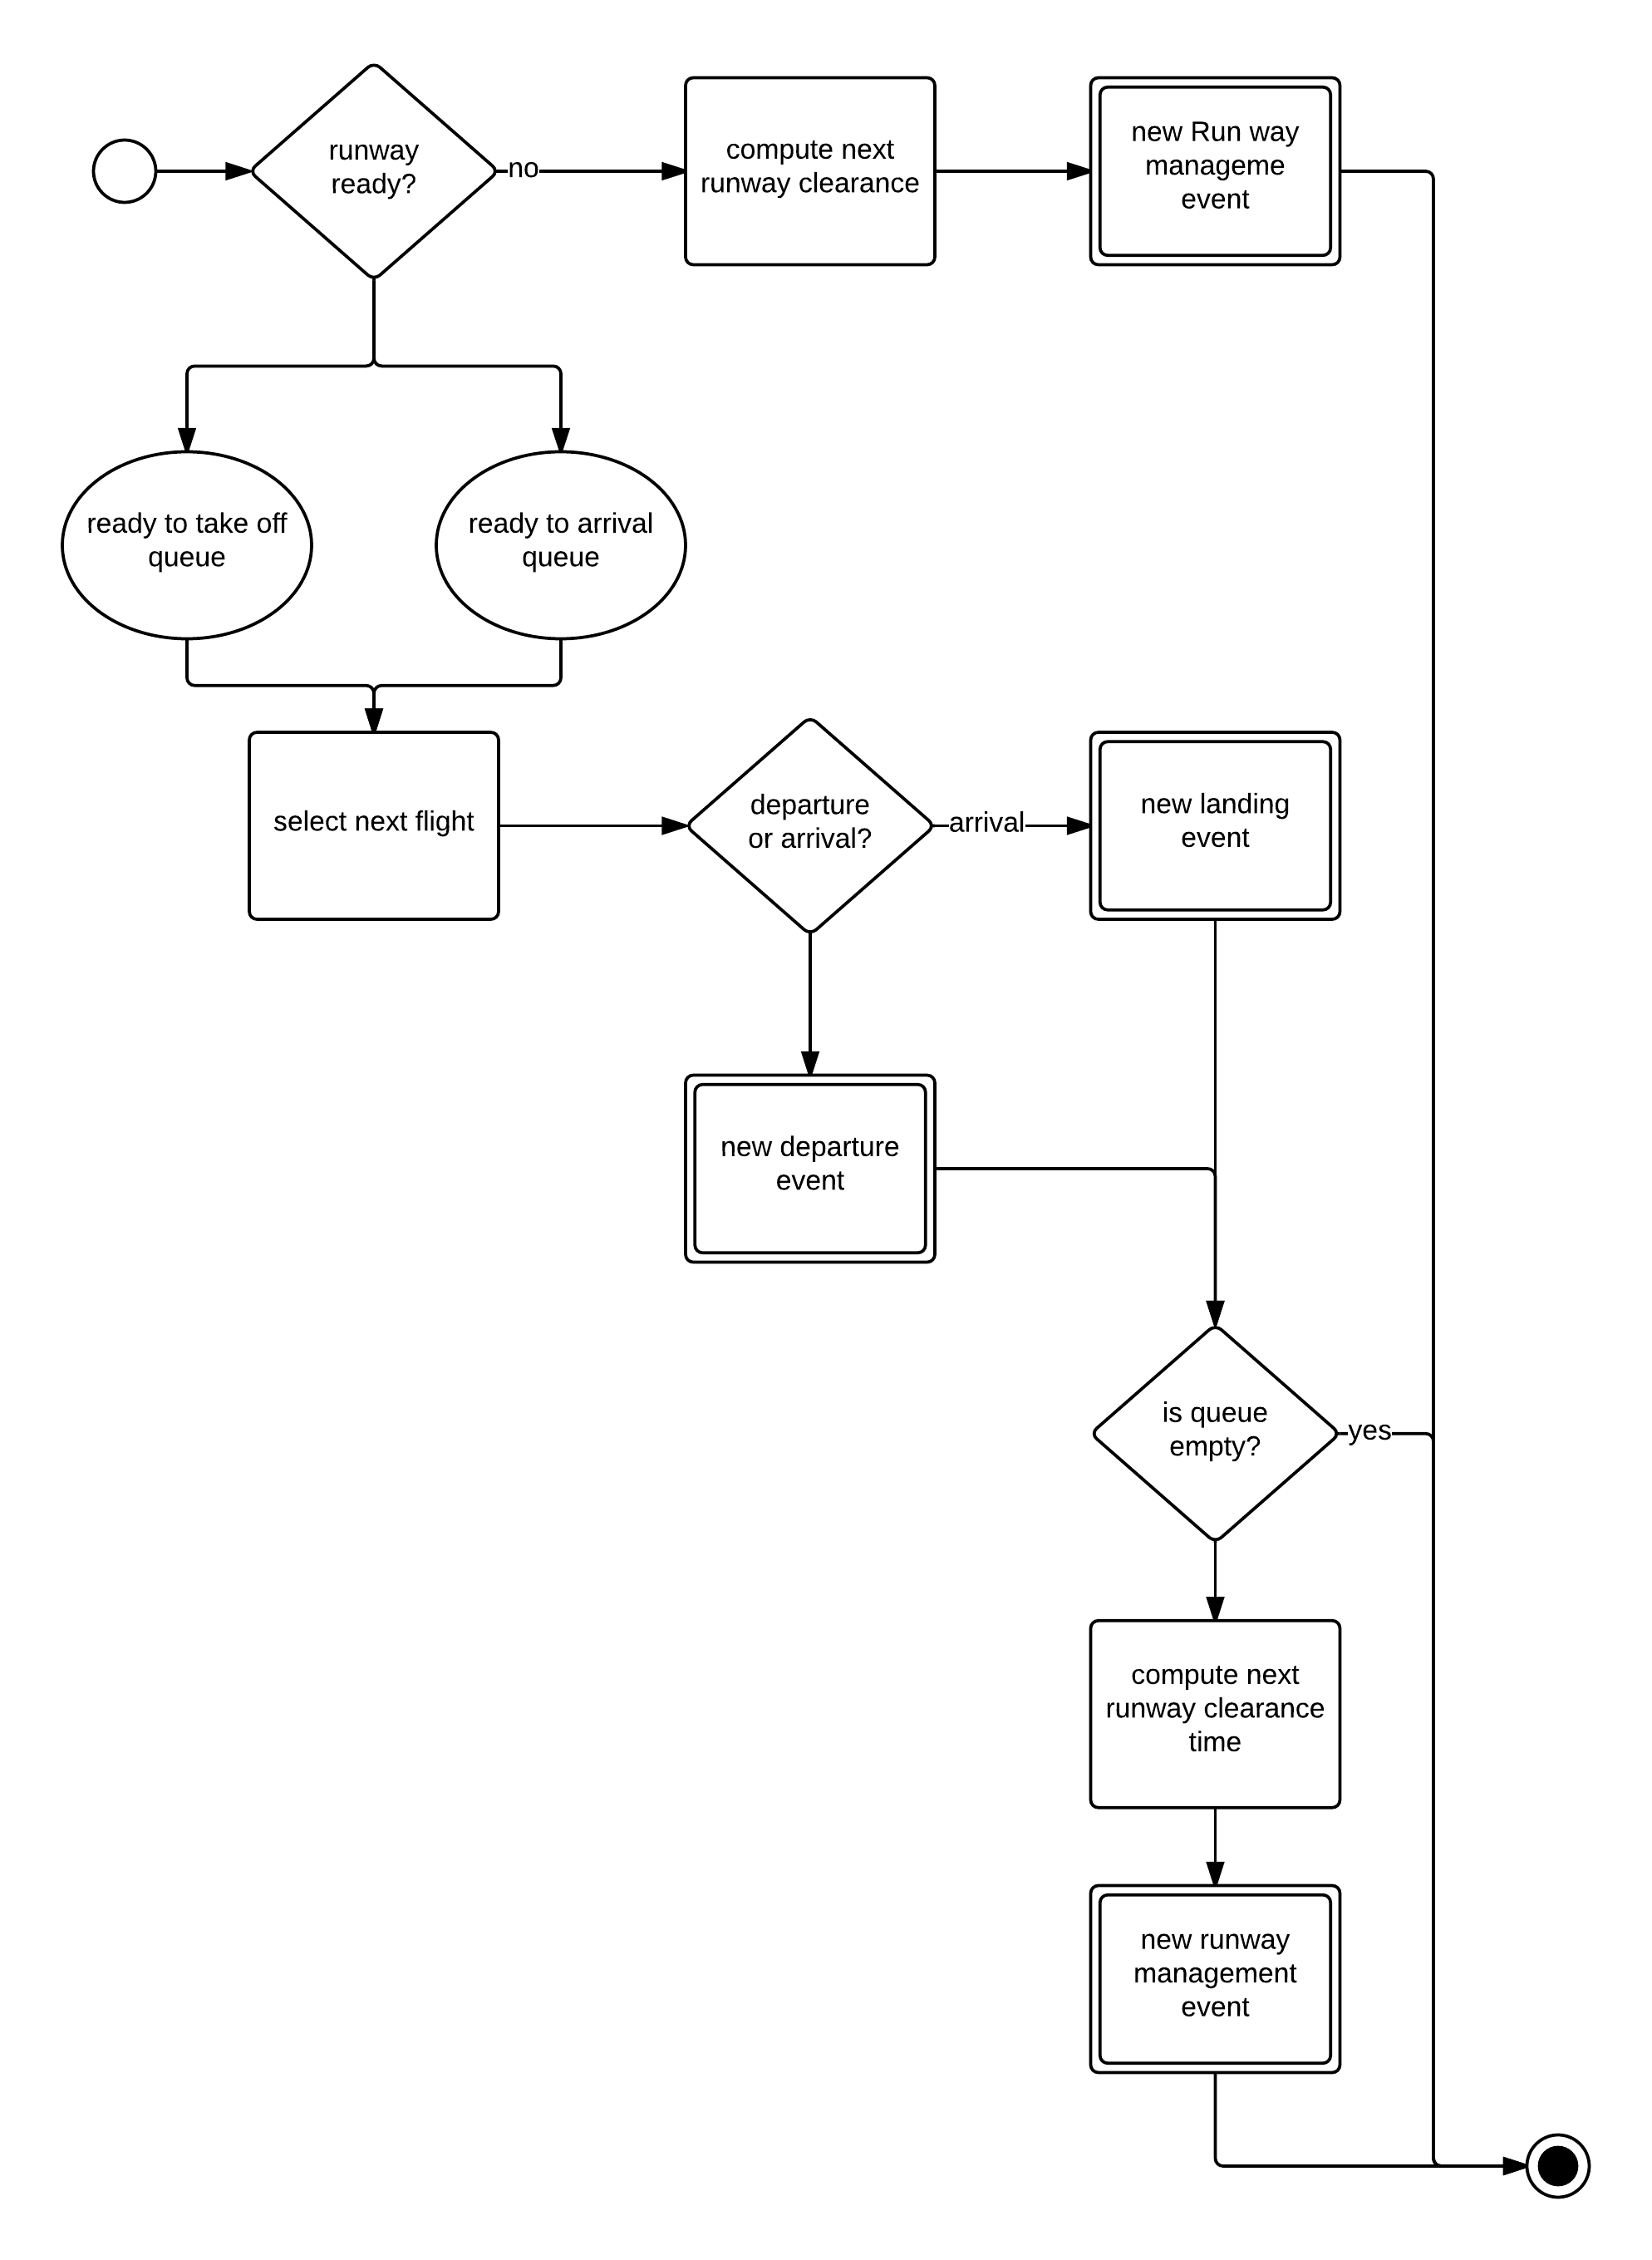 runway
ready?
no
compute next
runway clearance
new Run way
manageme
event
ready to take off
queue
ready to arrival
queue
select next flight
departure
or arrival?
arrival
new landing
event
new departure
event
is queue
empty?
yes
compute next
runway clearance
time
new runway
management
event